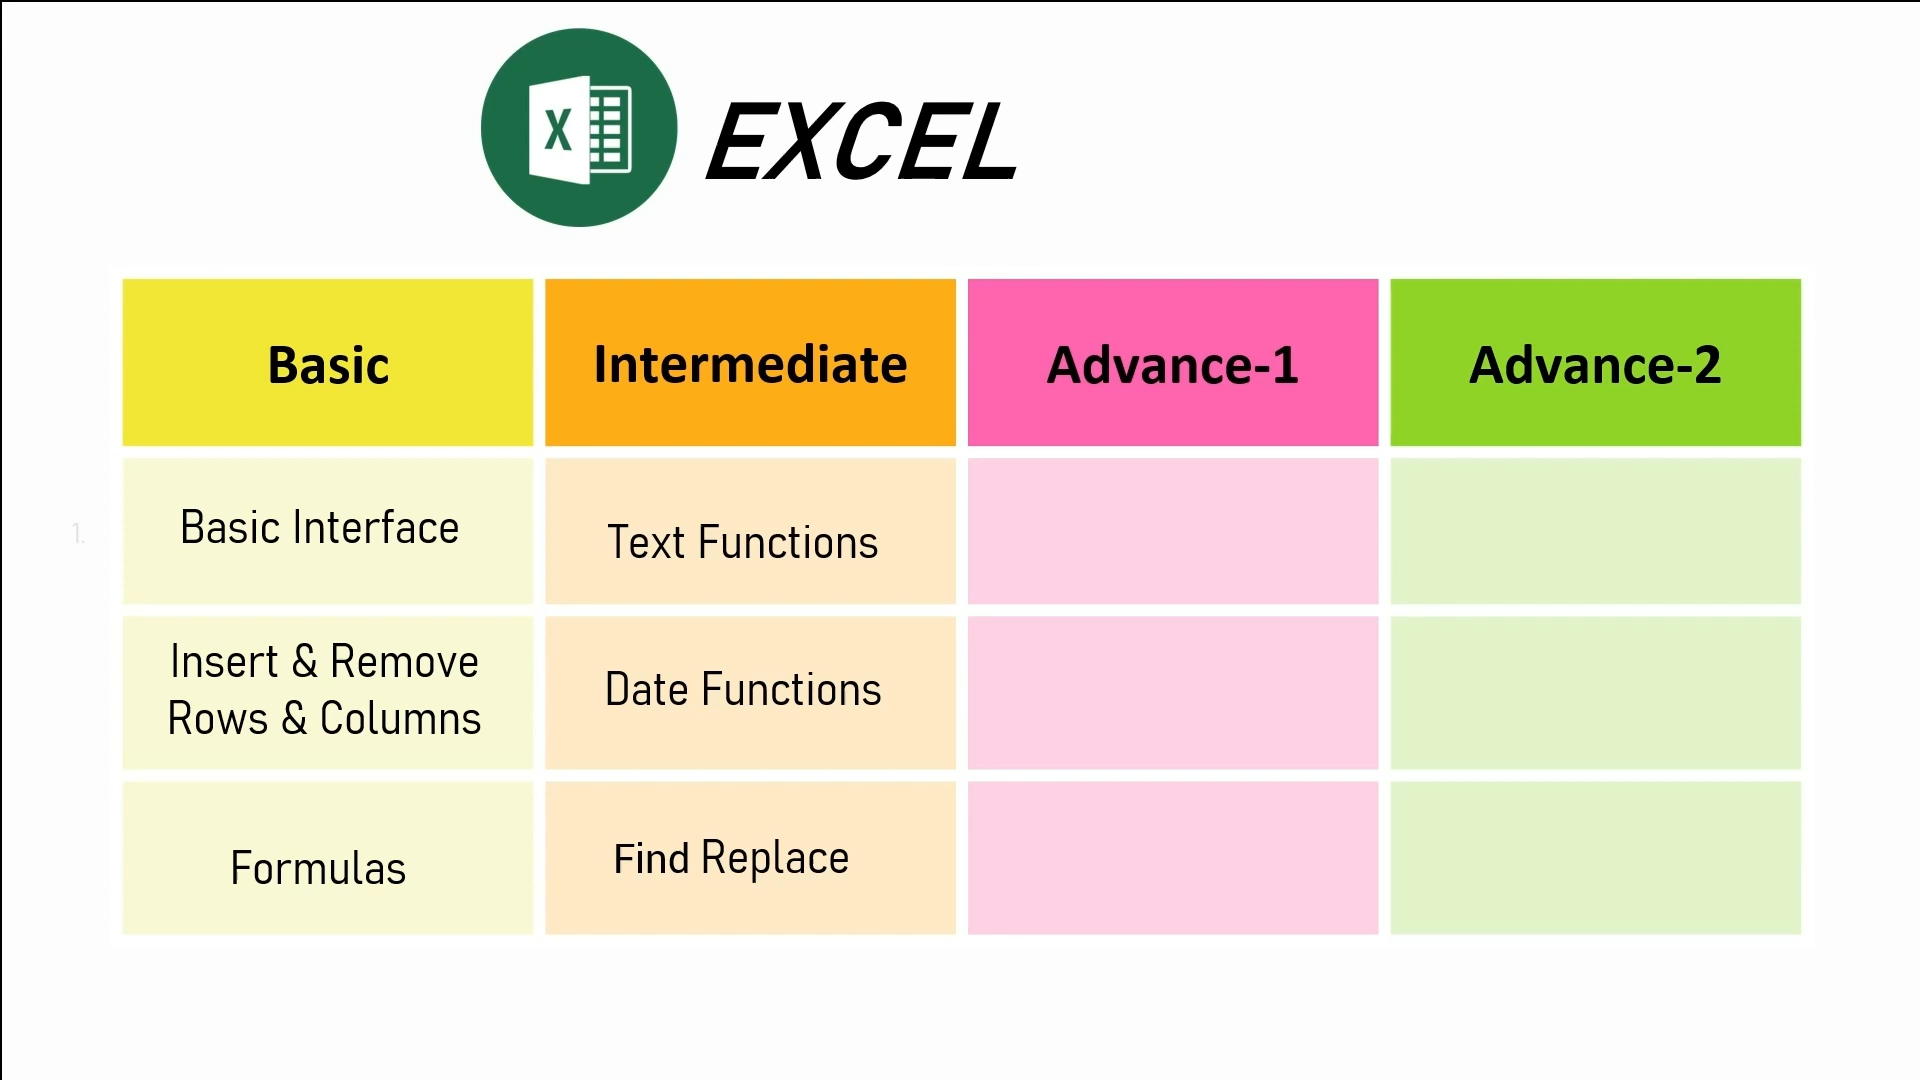 X
EXCEL
Basic
Intermediate
Advance-1
Advance-2
1.
Basic Interface
Text Functions
Insert & Remove
Rows & Columns
Date Functions
Formulas
Find Replace